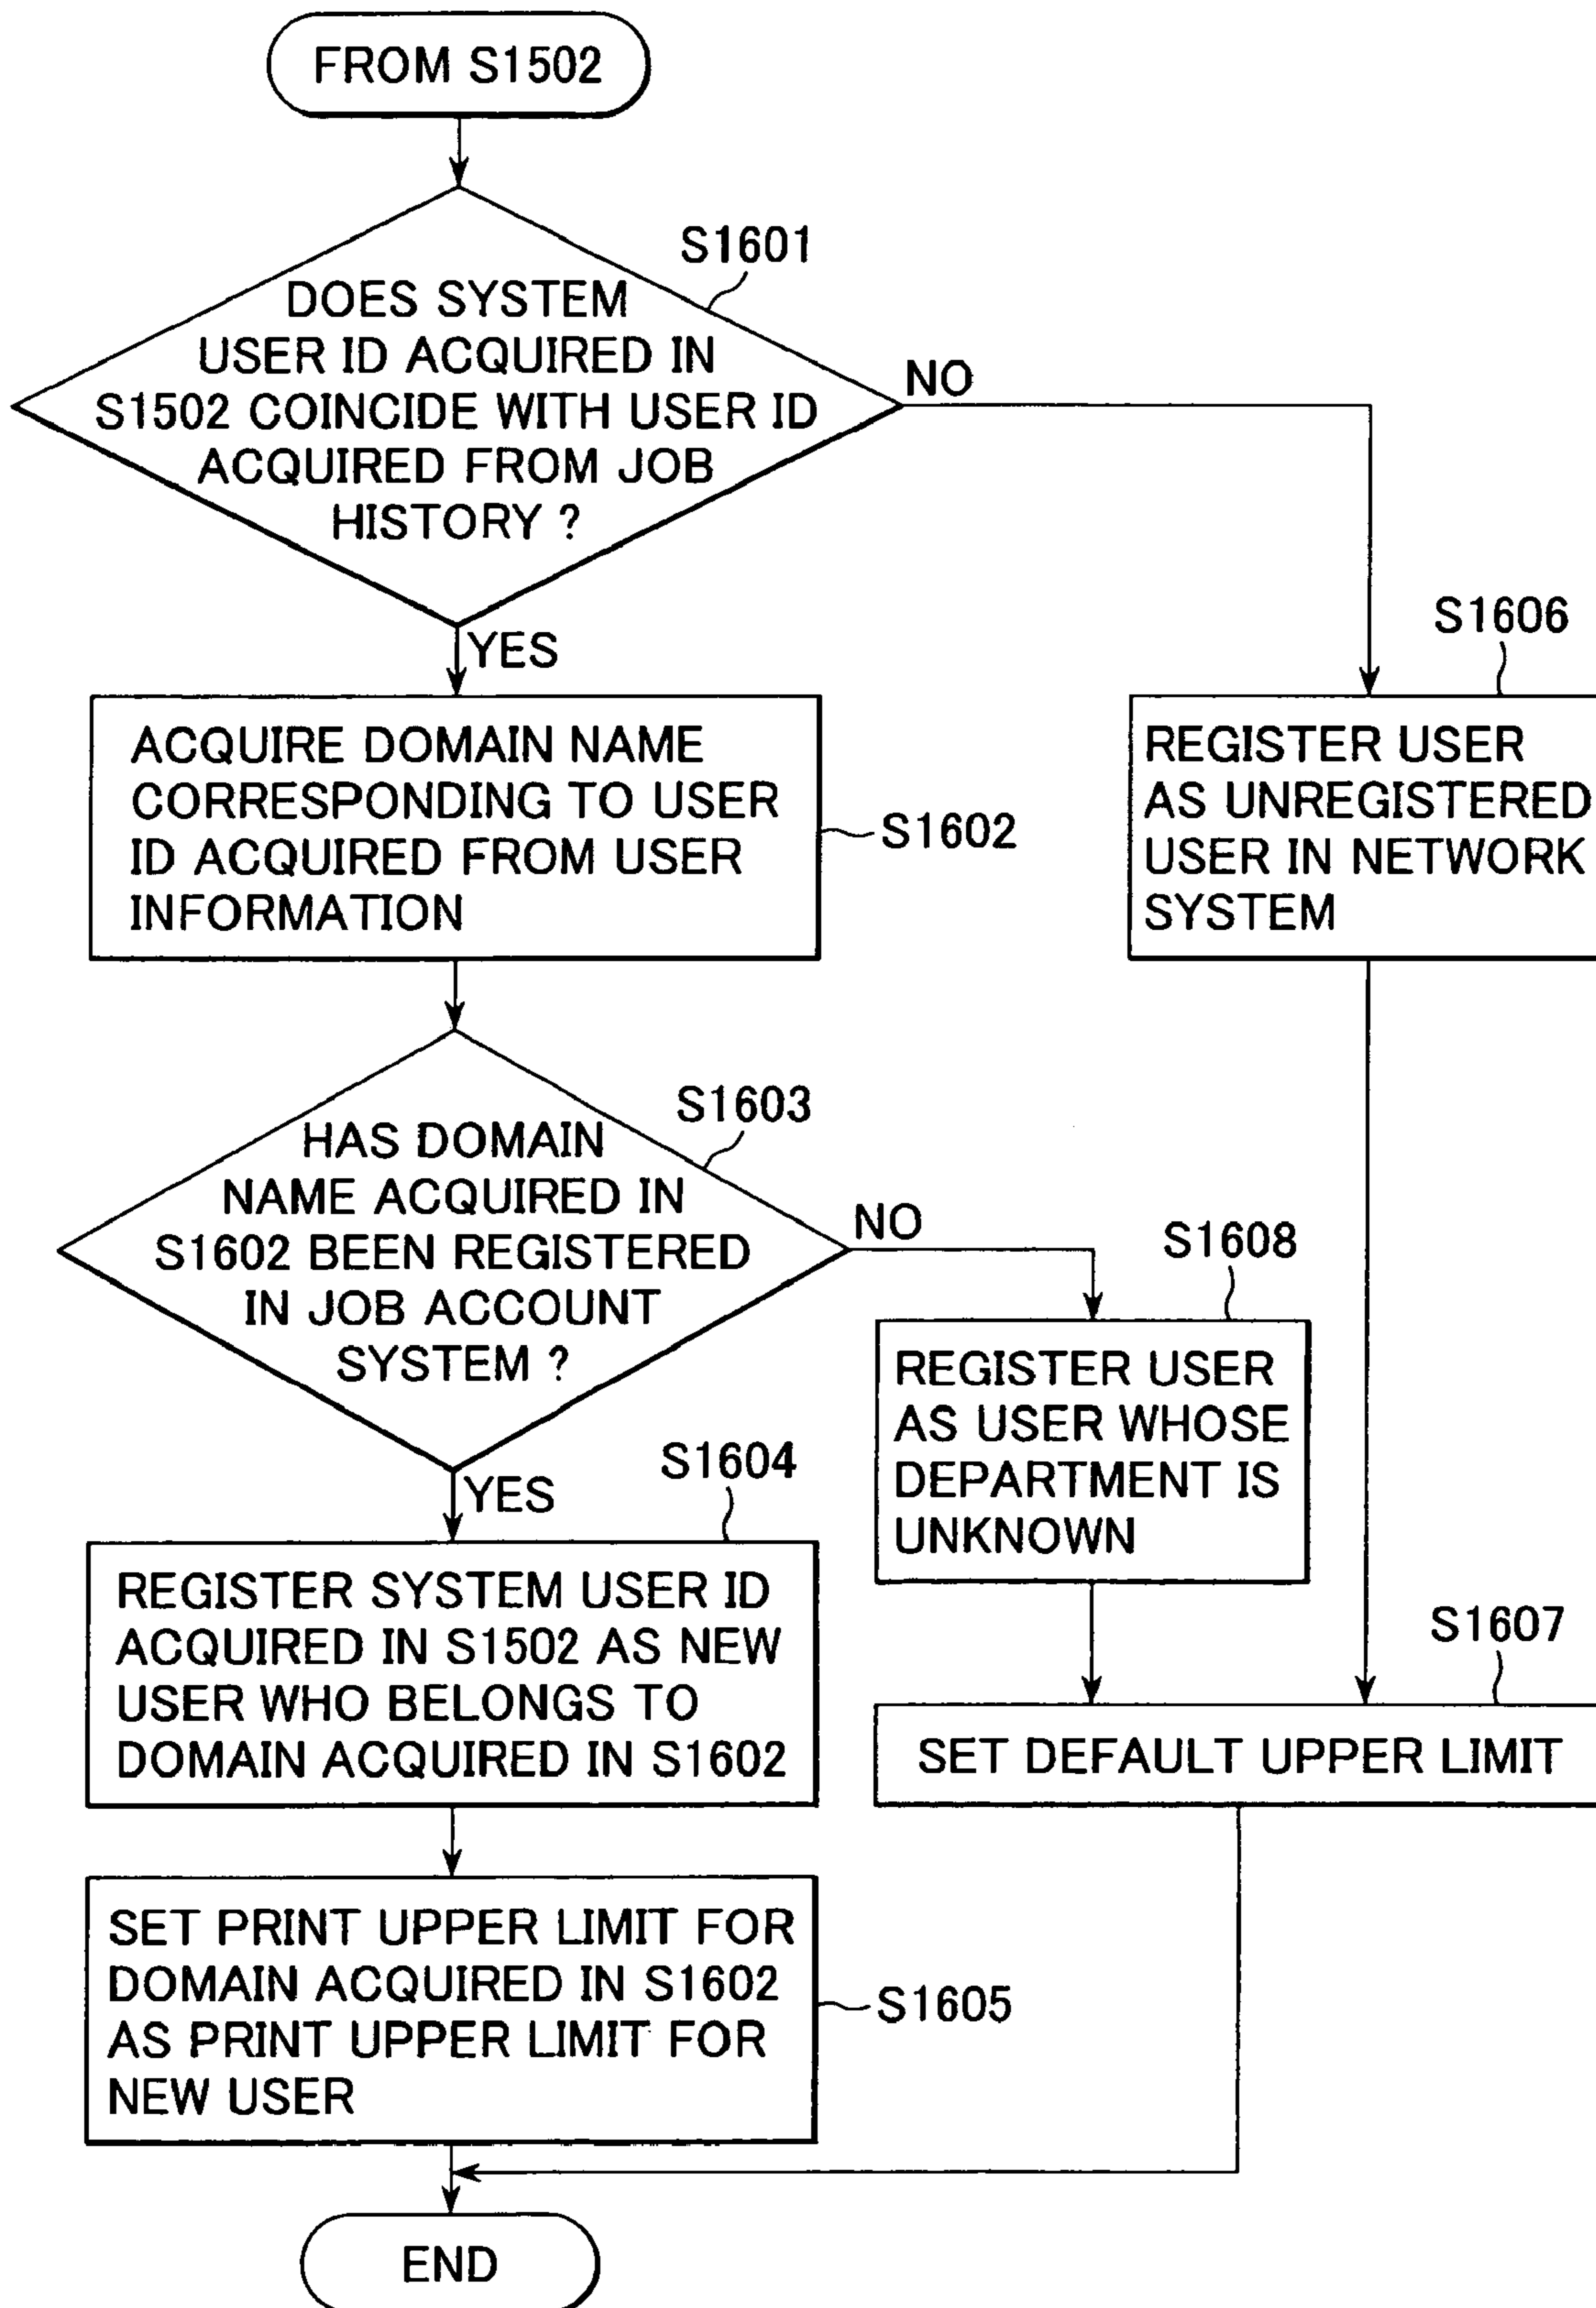 FROM S1502
S1601
DOES SYSTEM
USER ID ACQUIRED IN
S1502 COINCIDE WITH USER ID
ACQUIRED FROM JOB
HISTORY ?
NO
YES
S1606
ACQUIRE DOMAIN NAME
CORRESPONDING TO USER
ID ACQUIRED FROM USER
INFORMATION
S1602
REGISTER USER
AS UNREGISTERED
USER IN NETWORK
SYSTEM
S1603
HAS DOMAIN
NAME ACQUIRED IN
S1602 BEEN REGISTERED
IN JOB ACCOUNT
SYSTEM ?
NO
YES
S1608
REGISTER USER
AS USER WHOSE
DEPARTMENT IS
UNKNOWN
S1604
REGISTER SYSTEM USER ID
ACQUIRED IN S1502 AS NEW
USER WHO BELONGS TO
DOMAIN ACQUIRED IN S1602
S1607
SET DEFAULT UPPER LIMIT
SET PRINT UPPER LIMIT FOR
DOMAIN ACQUIRED IN S1602
AS PRINT UPPER LIMIT FOR
NEW USER
S1605
END